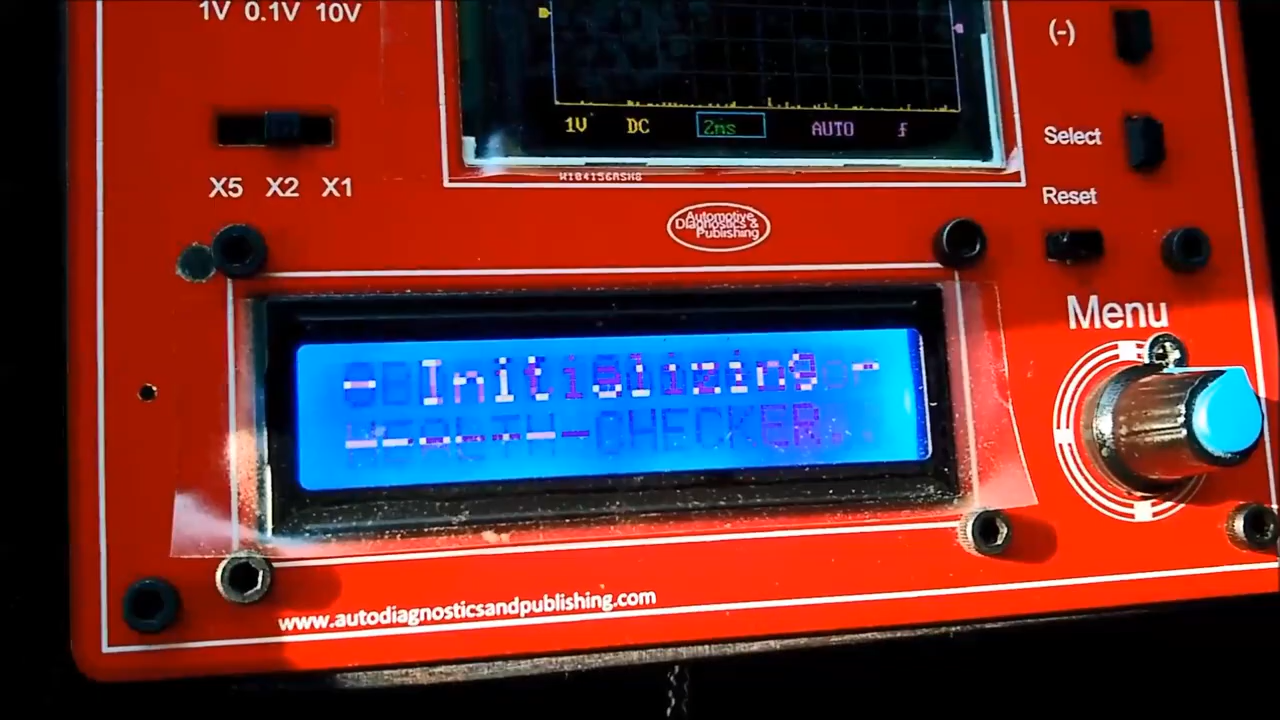 1V 0.1V 10V
(-)
1V DC 2ms AUTO
X5 X2 X1
Select
Reset
Automotive
Diagnostics &
Publishing
Menu
- Initializing -
HEALTH CHECKER
www.autodiagnosticsandpublishing.com